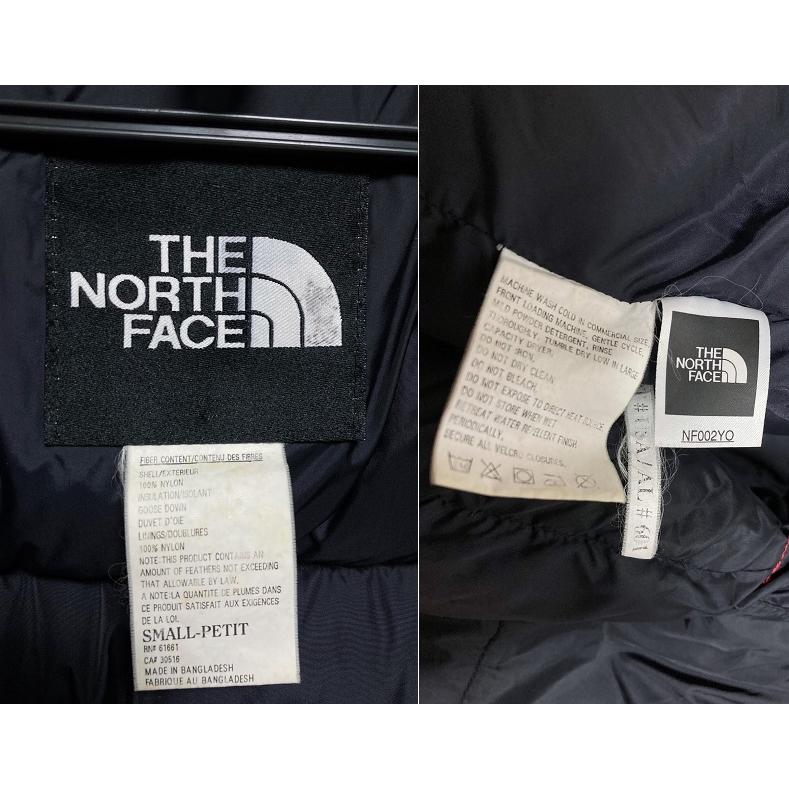 THE
NORTH
FACE
FIBER CONTENT/CONTENU DES FIBRES
SHELL/EXTERIEUR
100% NYLON
INSULATION/ISOLANT
GOOSE DOWN
DUVET D'OIE
LININGS/DOUBLURES
100% NYLON
NOTE:THIS PRODUCT CONTAINS AN
AMOUNT OF FEATHERS NOT EXCEEDING
THAT ALLOWABLE BY LAW.
A NOTE:LA QUANTITE DE PLUMES DANS
CE PRODUIT SATISFAIT AUX EXIGENCES
DE LA LOI.
SMALL-PETIT
RN# 61661
CA# 30516
MADE IN BANGLADESH
FABRIQUE AU BANGLADESH
MACHINE WASH COLD IN COMMERCIAL SIZE,
FRONT LOADING MACHINE, GENTLE CYCLE,
MILD POWDER DETERGENT, RINSE
THOROUGHLY, TUMBLE DRY LOW IN LARGE
CAPACITY DRYER.
DO NOT IRON.
DO NOT DRY CLEAN.
DO NOT BLEACH.
DO NOT EXPOSE TO DIRECT HEAT SOURCE
DO NOT STORE WHEN WET
RETREAT WATER REPELLENT FINISH
PERIODICALLY.
SECURE ALL VELCRO CLOSURES.
THE
NORTH
FACE
NF002YO